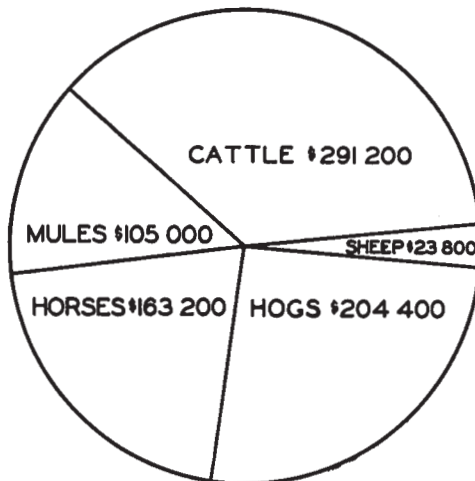 CATTLE $291 200
MULES $105 000
SHEEP $23 800
HORSES $163 200
HOGS $204 400